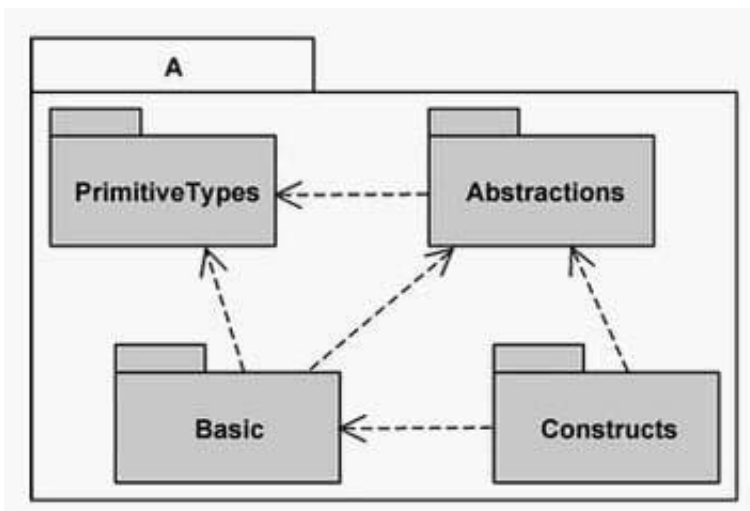 A
PrimitiveTypes
Abstractions
Basic
Constructs